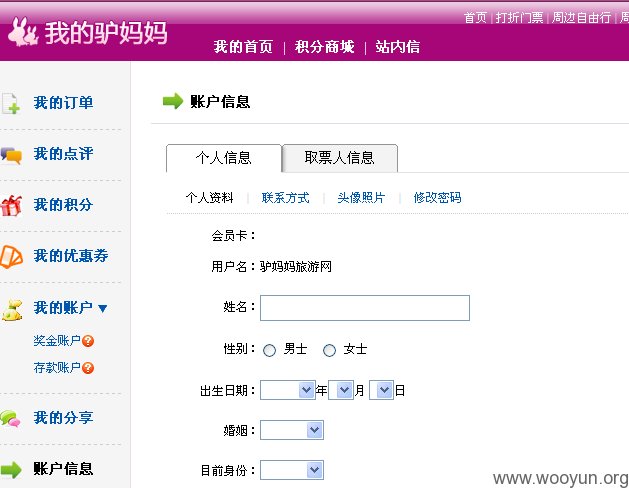 首页 | 打折门票 | 周边自由行 |
我的驴妈妈
我的首页 | 积分商城 | 站内信
我的订单
我的点评
我的积分
我的优惠券
我的账户
奖金账户?
存款账户?
我的分享
账户信息
账户信息
个人信息 取票人信息
个人资料 | 联系方式 | 头像照片 | 修改密码
会员卡：
用户名：驴妈妈旅游网
姓名：
性别： 男士 女士
出生日期： 年 月 日
婚姻：
目前身份：
www.wooyun.org